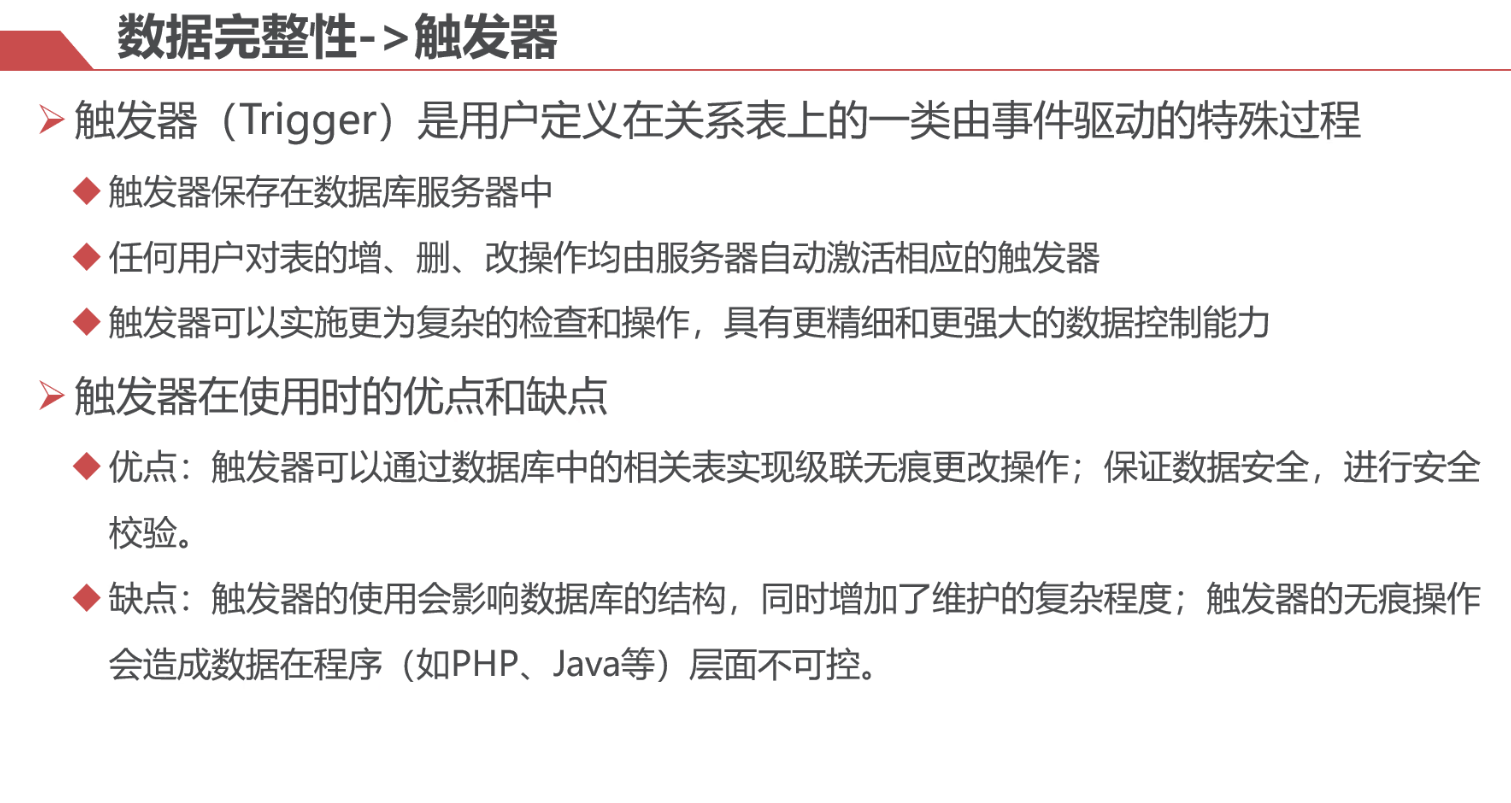 数据完整性->触发器
触发器（Trigger）是用户定义在关系表上的一类由事件驱动的特殊过程
触发器保存在数据库服务器中
任何用户对表的增、删、改操作均由服务器自动激活相应的触发器
触发器可以实施更为复杂的检查和操作，具有更精细和更强大的数据控制能力
触发器在使用时的优点和缺点
优点：触发器可以通过数据库中的相关表实现级联无痕更改操作；保证数据安全，进行安全
校验。
缺点：触发器的使用会影响数据库的结构，同时增加了维护的复杂程度；触发器的无痕操作
会造成数据在程序（如PHP、Java等）层面不可控。